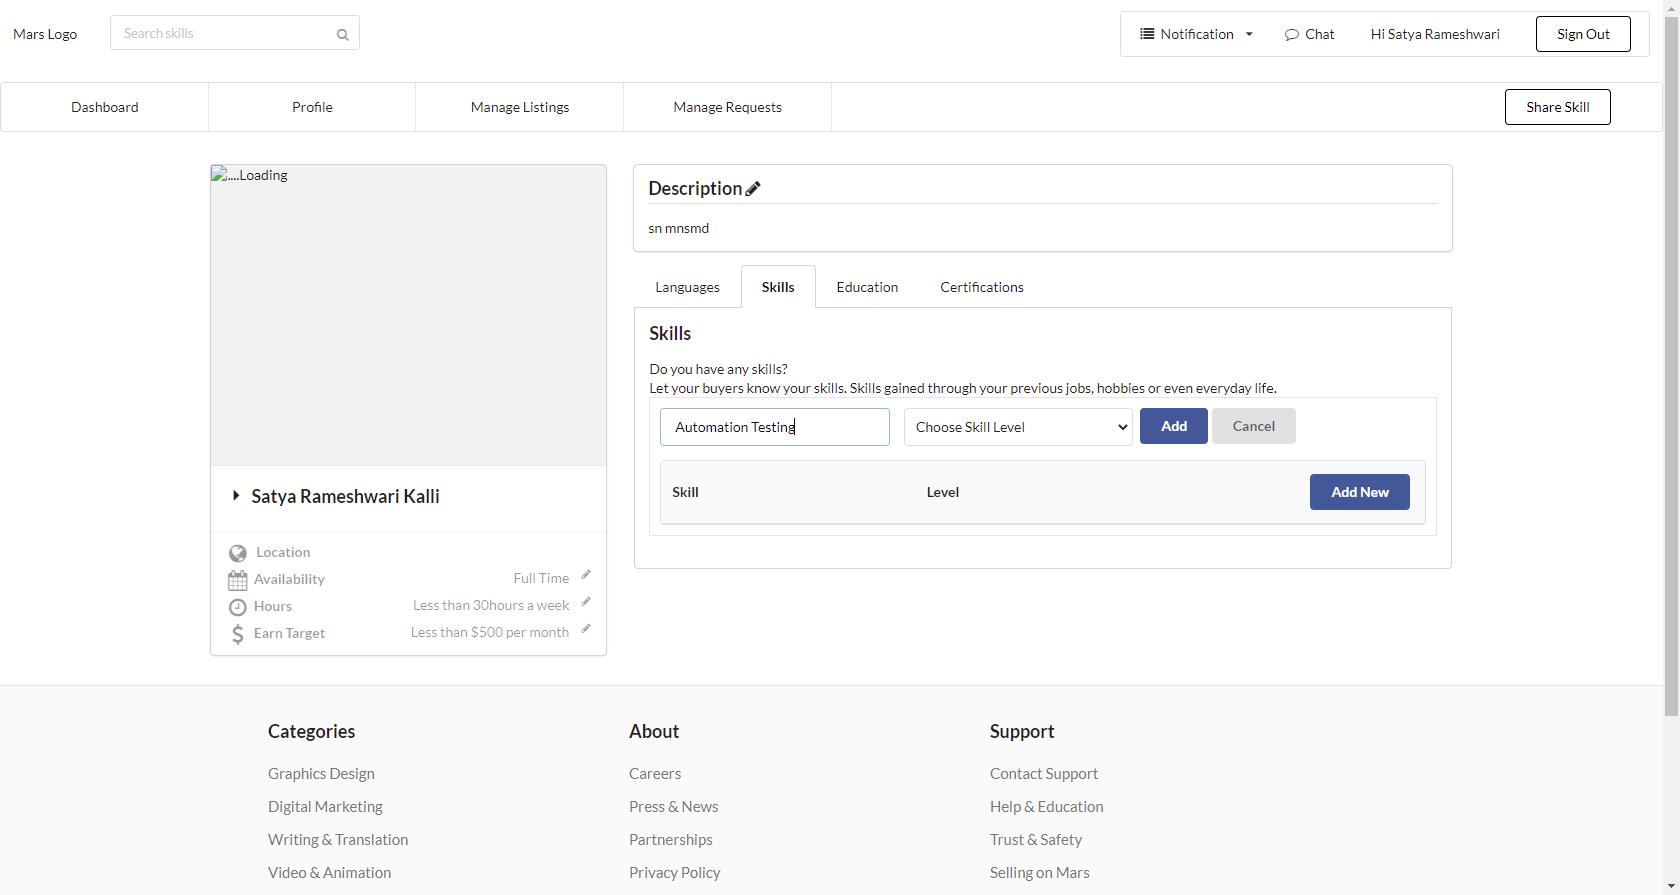 Mars Logo
Search skills
Notification
Chat
Hi Satya Rameshwari
Sign Out
Dashboard
Profile
Manage Listings
Manage Requests
Share Skill
....Loading
Satya Rameshwari Kalli
Location
Availability
Full Time
Hours
Less than 30hours a week
Earn Target
Less than $500 per month
Description
sn mnsmd
Languages
Skills
Education
Certifications
Skills
Do you have any skills?
Let your buyers know your skills. Skills gained through your previous jobs, hobbies or even everyday life.
Automation Testing
Choose Skill Level
Add
Cancel
Skill
Level
Add New
Categories
Graphics Design
Digital Marketing
Writing & Translation
Video & Animation
About
Careers
Press & News
Partnerships
Privacy Policy
Support
Contact Support
Help & Education
Trust & Safety
Selling on Mars